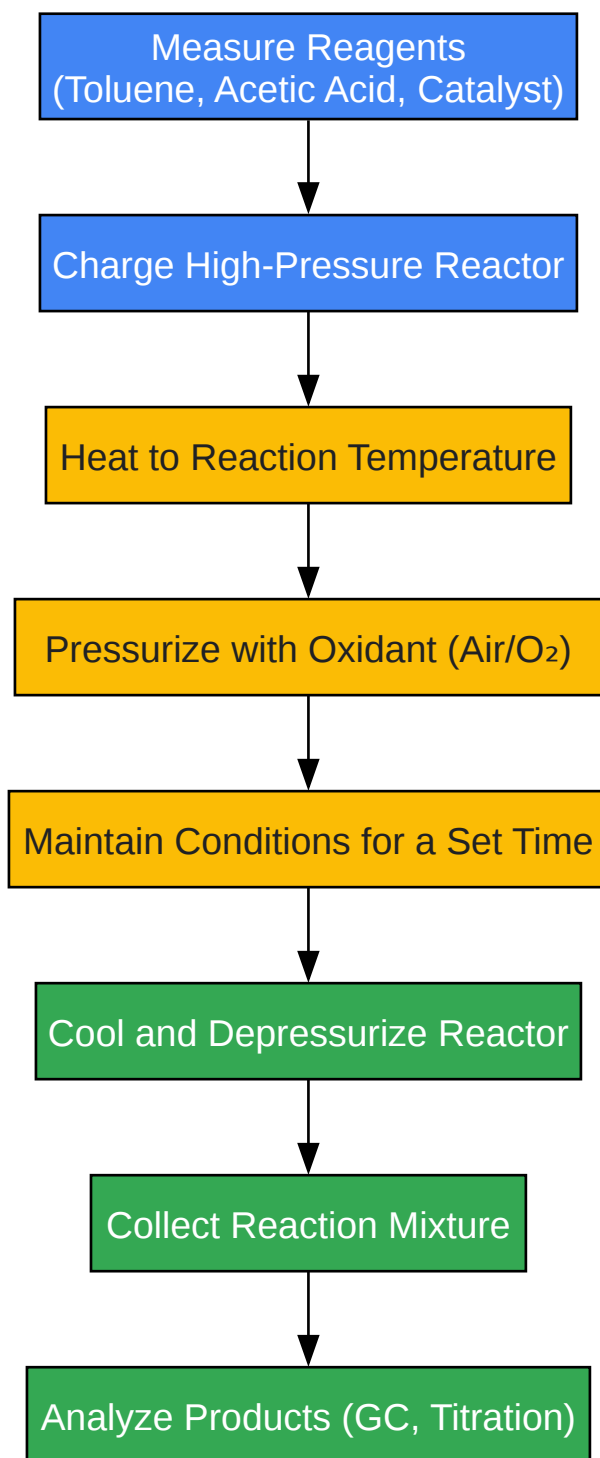 Measure Reagents
(Toluene, Acetic Acid, Catalyst)
Charge High-Pressure Reactor
Heat to Reaction Temperature
Pressurize with Oxidant (Air/O₂)
Maintain Conditions for a Set Time
Cool and Depressurize Reactor
Collect Reaction Mixture
Analyze Products (GC, Titration)